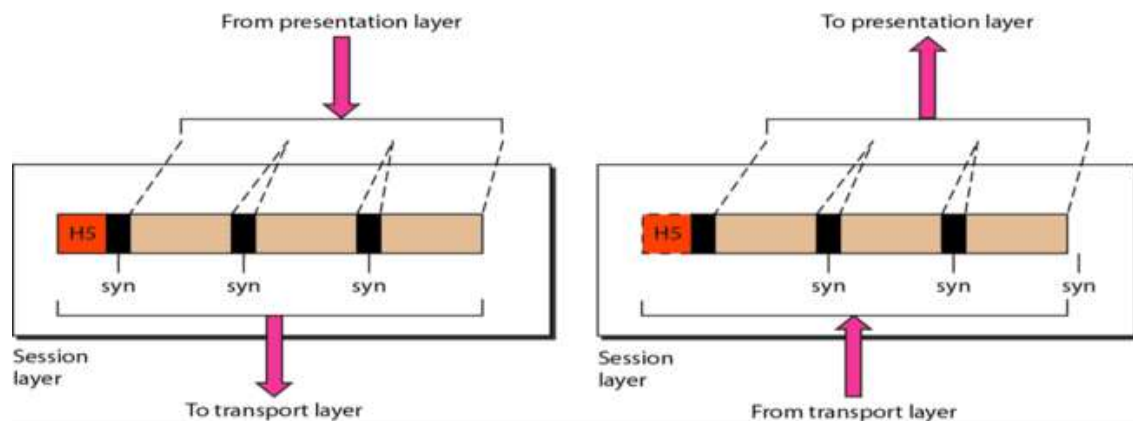 From presentation layer
To presentation layer
H5
syn
syn
syn
Session
layer
To transport layer
H5
syn
syn
syn
Session
layer
From transport layer